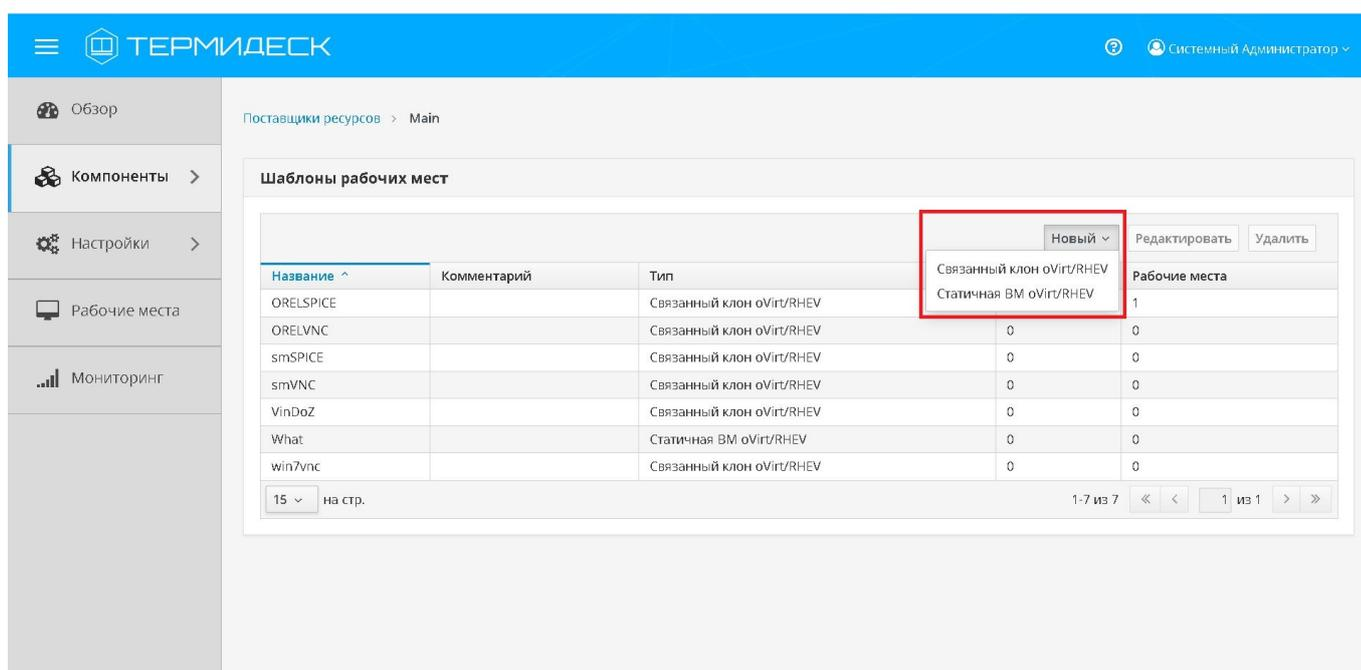 ТЕРМИДЕСК
Системный Администратор
Обзор
Компоненты
Настройки
Рабочие места
Мониторинг
Поставщики ресурсов > Main
Шаблоны рабочих мест
Новый Редактировать Удалить
Связанный клон oVirt/RHEV
Статичная ВМ oVirt/RHEV
Название Комментарий Тип Рабочие места
ORELSPICE Связанный клон oVirt/RHEV 1
ORELVNC Связанный клон oVirt/RHEV 0 0
smSPICE Связанный клон oVirt/RHEV 0 0
smVNC Связанный клон oVirt/RHEV 0 0
VinDoZ Связанный клон oVirt/RHEV 0 0
What Статичная ВМ oVirt/RHEV 0 0
win7vnc Связанный клон oVirt/RHEV 0 0
15 на стр. 1-7 из 7 « < 1 из 1 > »